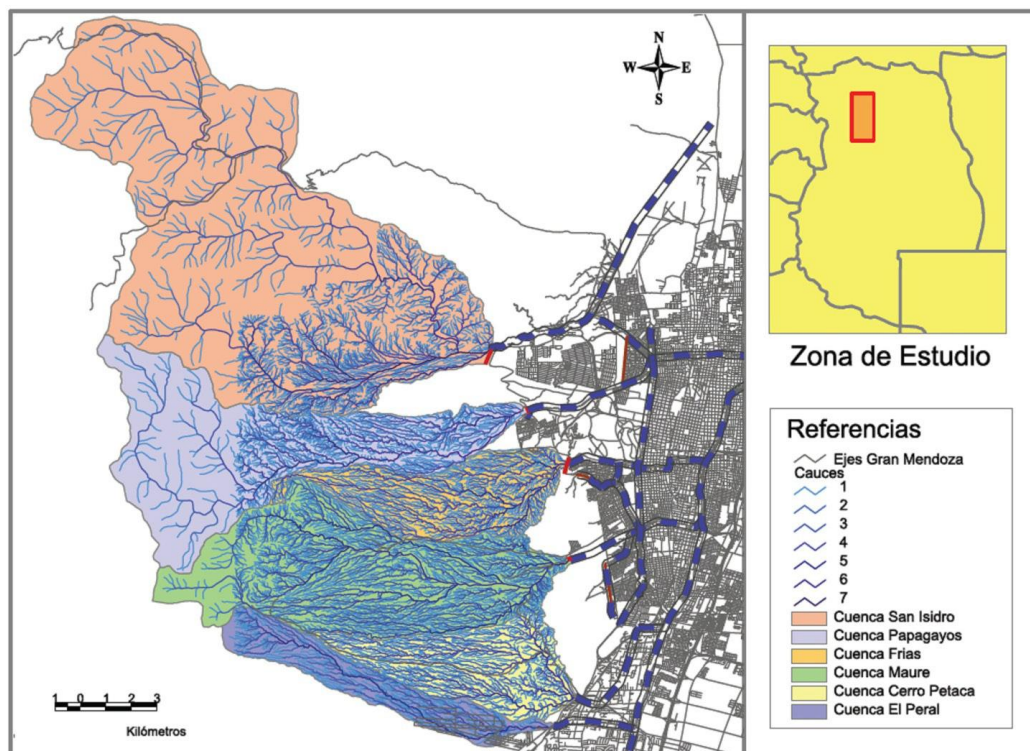 N
W E
S
1 0 1 2 3
Kilómetros
Zona de Estudio
Referencias
Ejes Gran Mendoza
Cauces
1
2
3
4
5
6
7
Cuenca San Isidro
Cuenca Papagayos
Cuenca Frias
Cuenca Maure
Cuenca Cerro Petaca
Cuenca El Peral